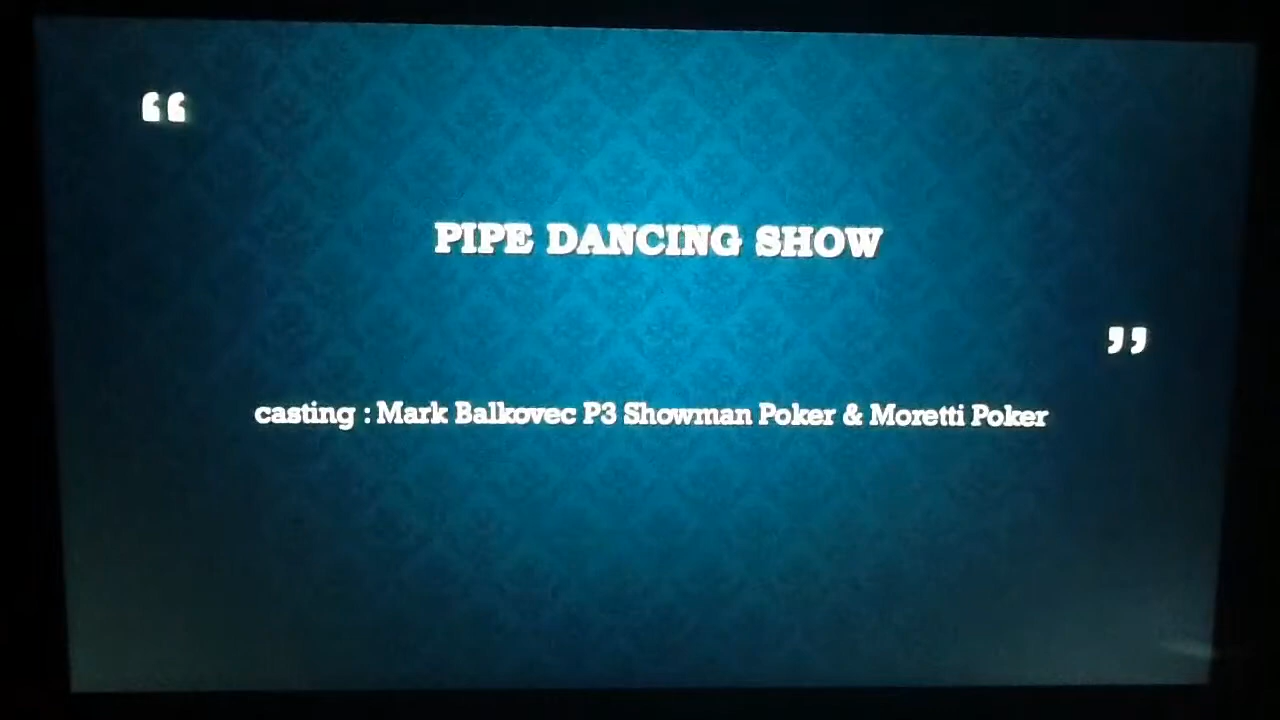 “
PIPE DANCING SHOW
”
casting : Mark Balkovec P3 Showman Poker & Moretti Poker